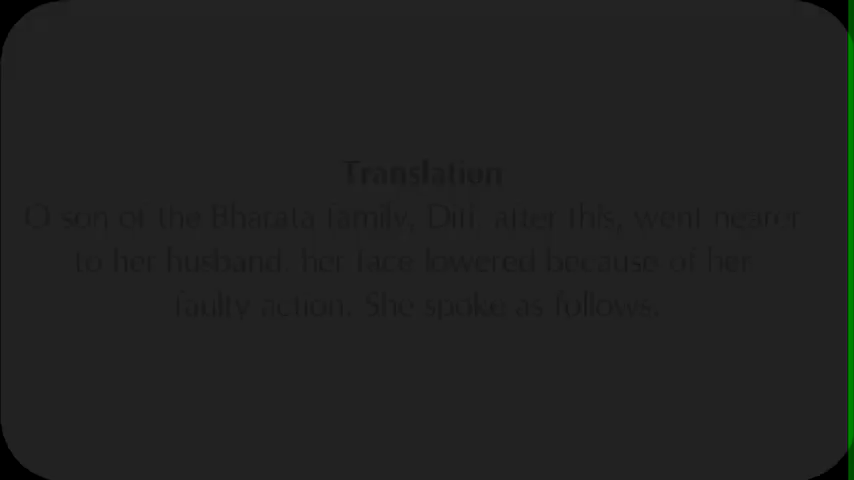 Translation
O son of the Bharata family, Diti, after this, went nearer
to her husband, her face lowered because of her
faulty action. She spoke as follows.